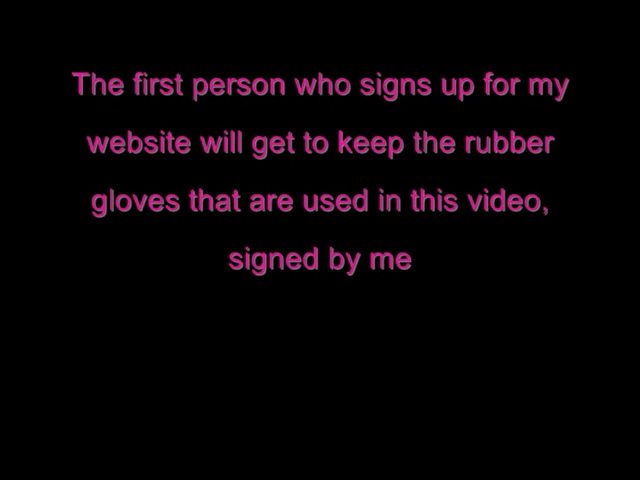 The first person who signs up for my
website will get to keep the rubber
gloves that are used in this video,
signed by me